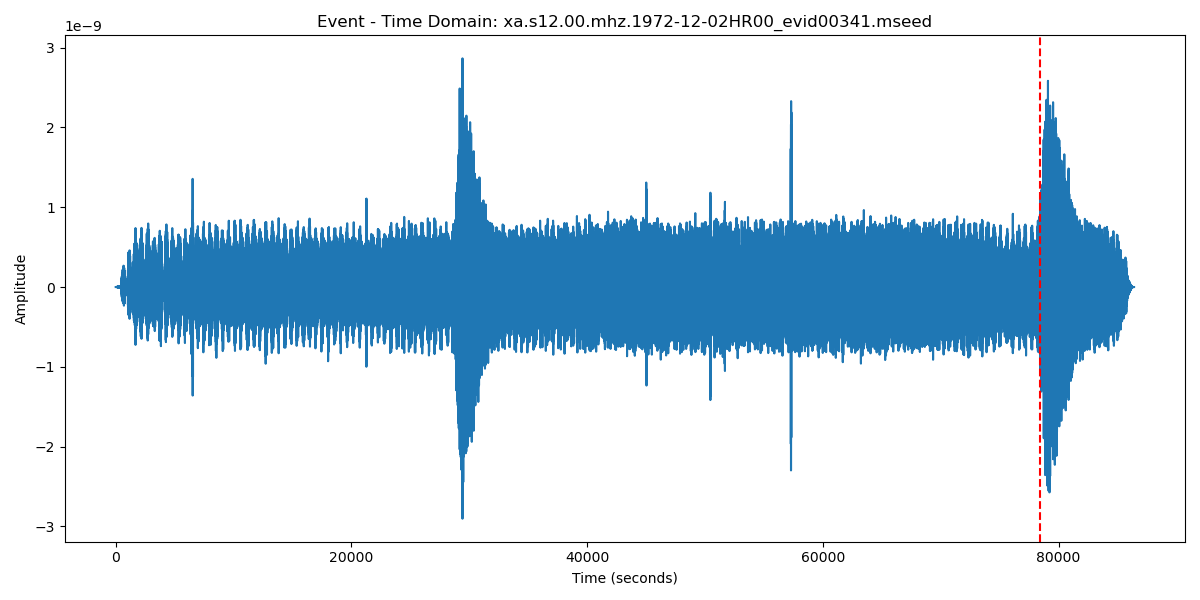 Event - Time Domain: xa.s12.00.mhz.1972-12-02HR00_evid00341.mseed
1e−9
3
2
1
0
−1
−2
−3
Amplitude
0 20000 40000 60000 80000
Time (seconds)